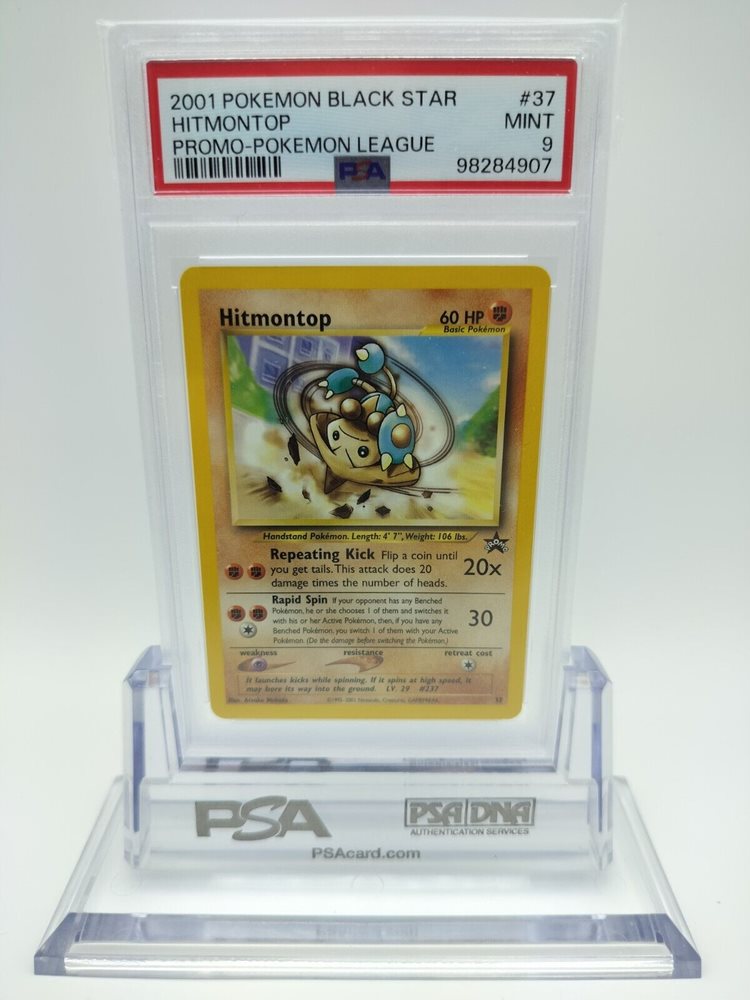 2001 POKEMON BLACK STAR #37
HITMONTOP MINT
PROMO-POKEMON LEAGUE 9
PSA 98284907
Hitmontop 60 HP
Basic Pokémon
Handstand Pokémon. Length: 4' 7", Weight: 106 lbs.
PROMO
Repeating Kick Flip a coin until
you get tails. This attack does 20
damage times the number of heads.
20x
Rapid Spin If your opponent has any Benched
Pokémon, he or she chooses 1 of them and switches it
with his or her Active Pokémon, then, if you have any
Benched Pokémon, you switch 1 of them with your Active
Pokémon. (Do the damage before switching the Pokémon.)
30
weakness resistance retreat cost
It launches kicks while spinning. If it spins at high speed, it
may bore its way into the ground. LV. 29 #237
PSA
PSA DNA
AUTHENTICATION SERVICES
PSAcard.com